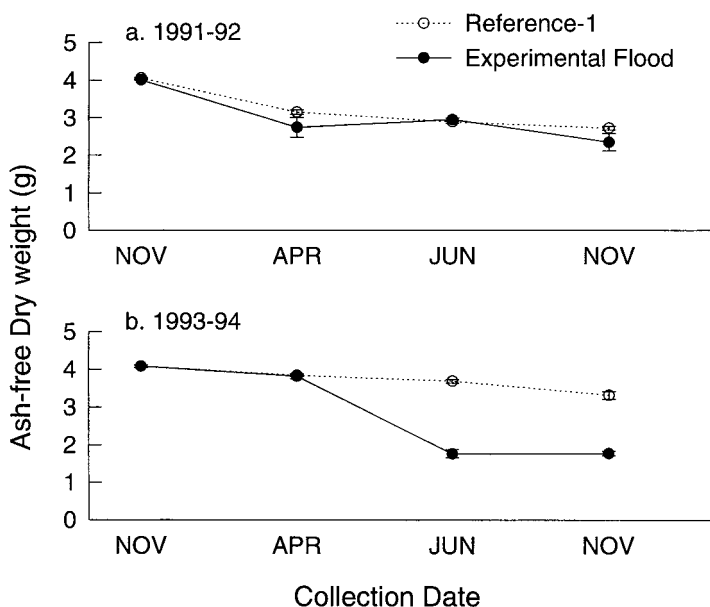 Reference-1
Experimental Flood
a. 1991-92
5
4
3
2
1
0
NOV APR JUN NOV
b. 1993-94
5
4
3
2
1
0
NOV APR JUN NOV
Ash-free Dry weight (g)
Collection Date